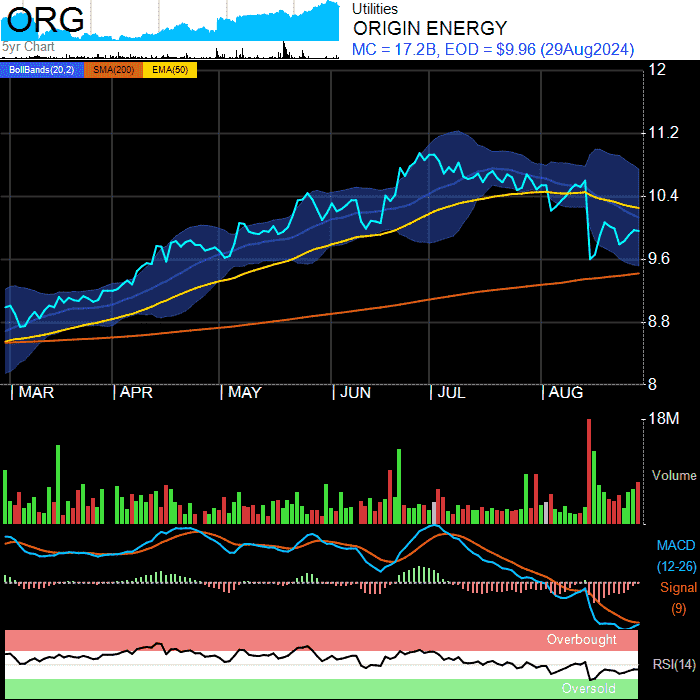 ORG
5yr Chart
Utilities
ORIGIN ENERGY
MC = 17.2B, EOD = $9.96 (29Aug2024)
BollBands(20,2) SMA(200) EMA(50)
12
11.2
10.4
9.6
8.8
8
MAR APR MAY JUN JUL AUG
18M
Volume
MACD
(12-26)
Signal
(9)
Overbought
RSI(14)
Oversold